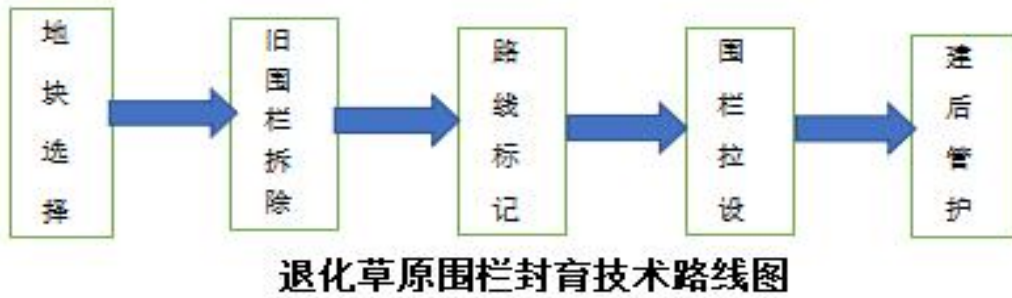 地块选择
旧围栏拆除
路线标记
围栏拉设
建后管护
退化草原围栏封育技术路线图